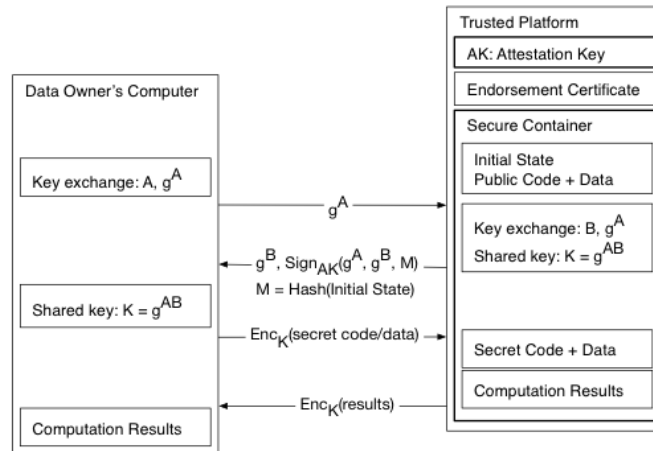 Trusted Platform
AK: Attestation Key
Endorsement Certificate
Secure Container
Initial State
Public Code + Data
Key exchange: B, g^A
Shared key: K = g^AB
Secret Code + Data
Computation Results
Data Owner's Computer
Key exchange: A, g^A
Shared key: K = g^AB
Computation Results
g^A
g^B, Sign_AK(g^A, g^B, M)
M = Hash(Initial State)
Enc_K(secret code/data)
Enc_K(results)